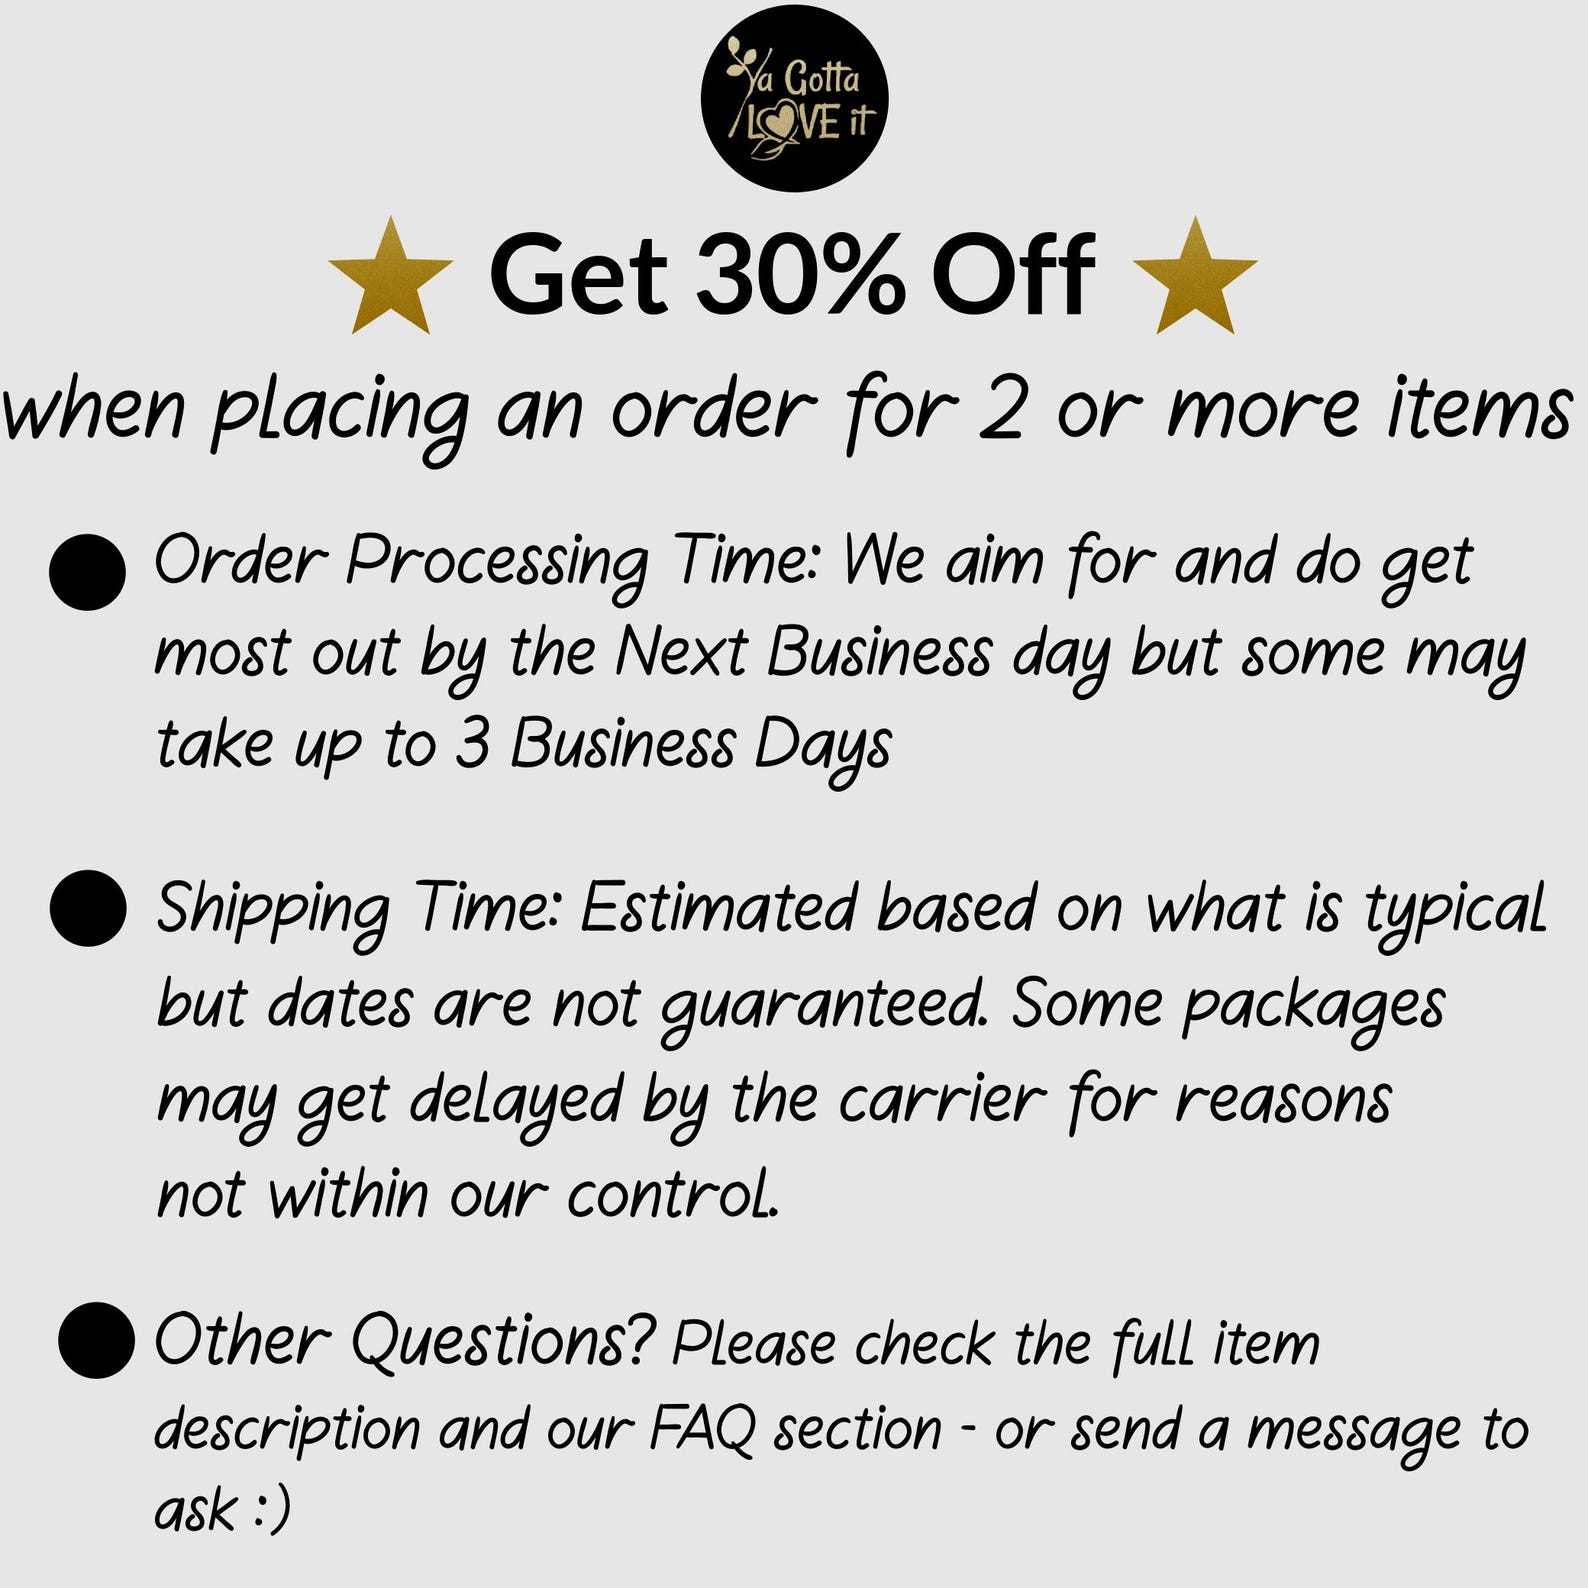 Ya Gotta
LOVE it
Get 30% Off
when placing an order for 2 or more items
Order Processing Time: We aim for and do get
most out by the Next Business day but some may
take up to 3 Business Days
Shipping Time: Estimated based on what is typical
but dates are not guaranteed. Some packages
may get delayed by the carrier for reasons
not within our control.
Other Questions? Please check the full item
description and our FAQ section - or send a message to
ask :)